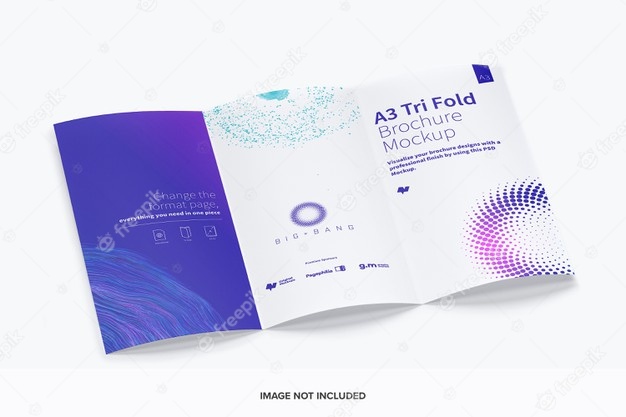 Change the
format page,
everything you need in one piece
BIG BANG
Pagephilia
g.m
A3
A3 Tri Fold
Brochure
Mockup
Visualize your brochure designs with a
professional finish by using this PSD
Mockup.
freepik
IMAGE NOT INCLUDED